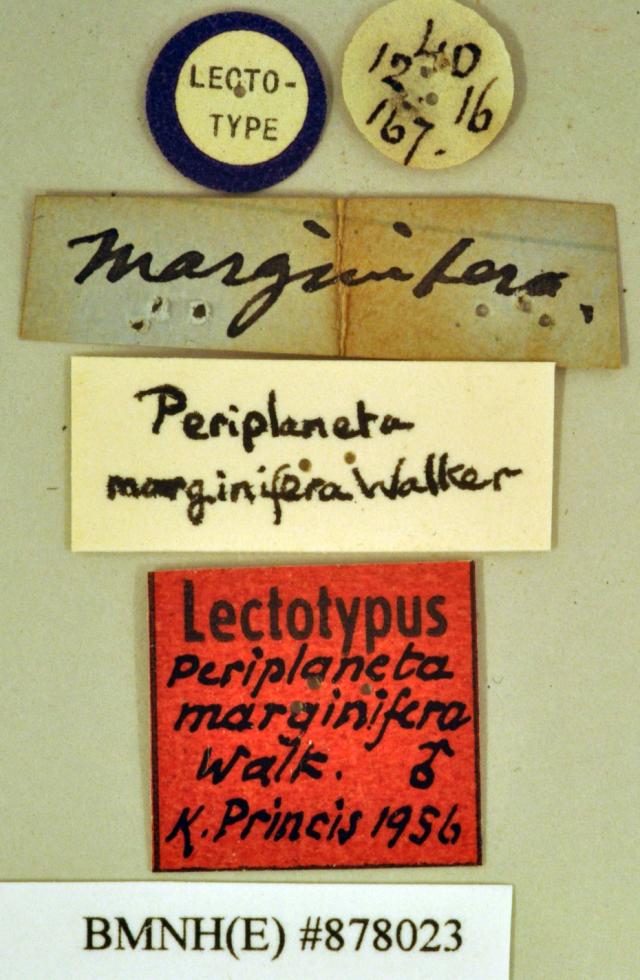 LECTO-
TYPE
40
12 16
167.
marginifera.
Periplaneta
marginifera Walker
Lectotypus
Periplaneta
marginifera
Walk. ♂
K. Princis 1956
BMNH(E) #878023